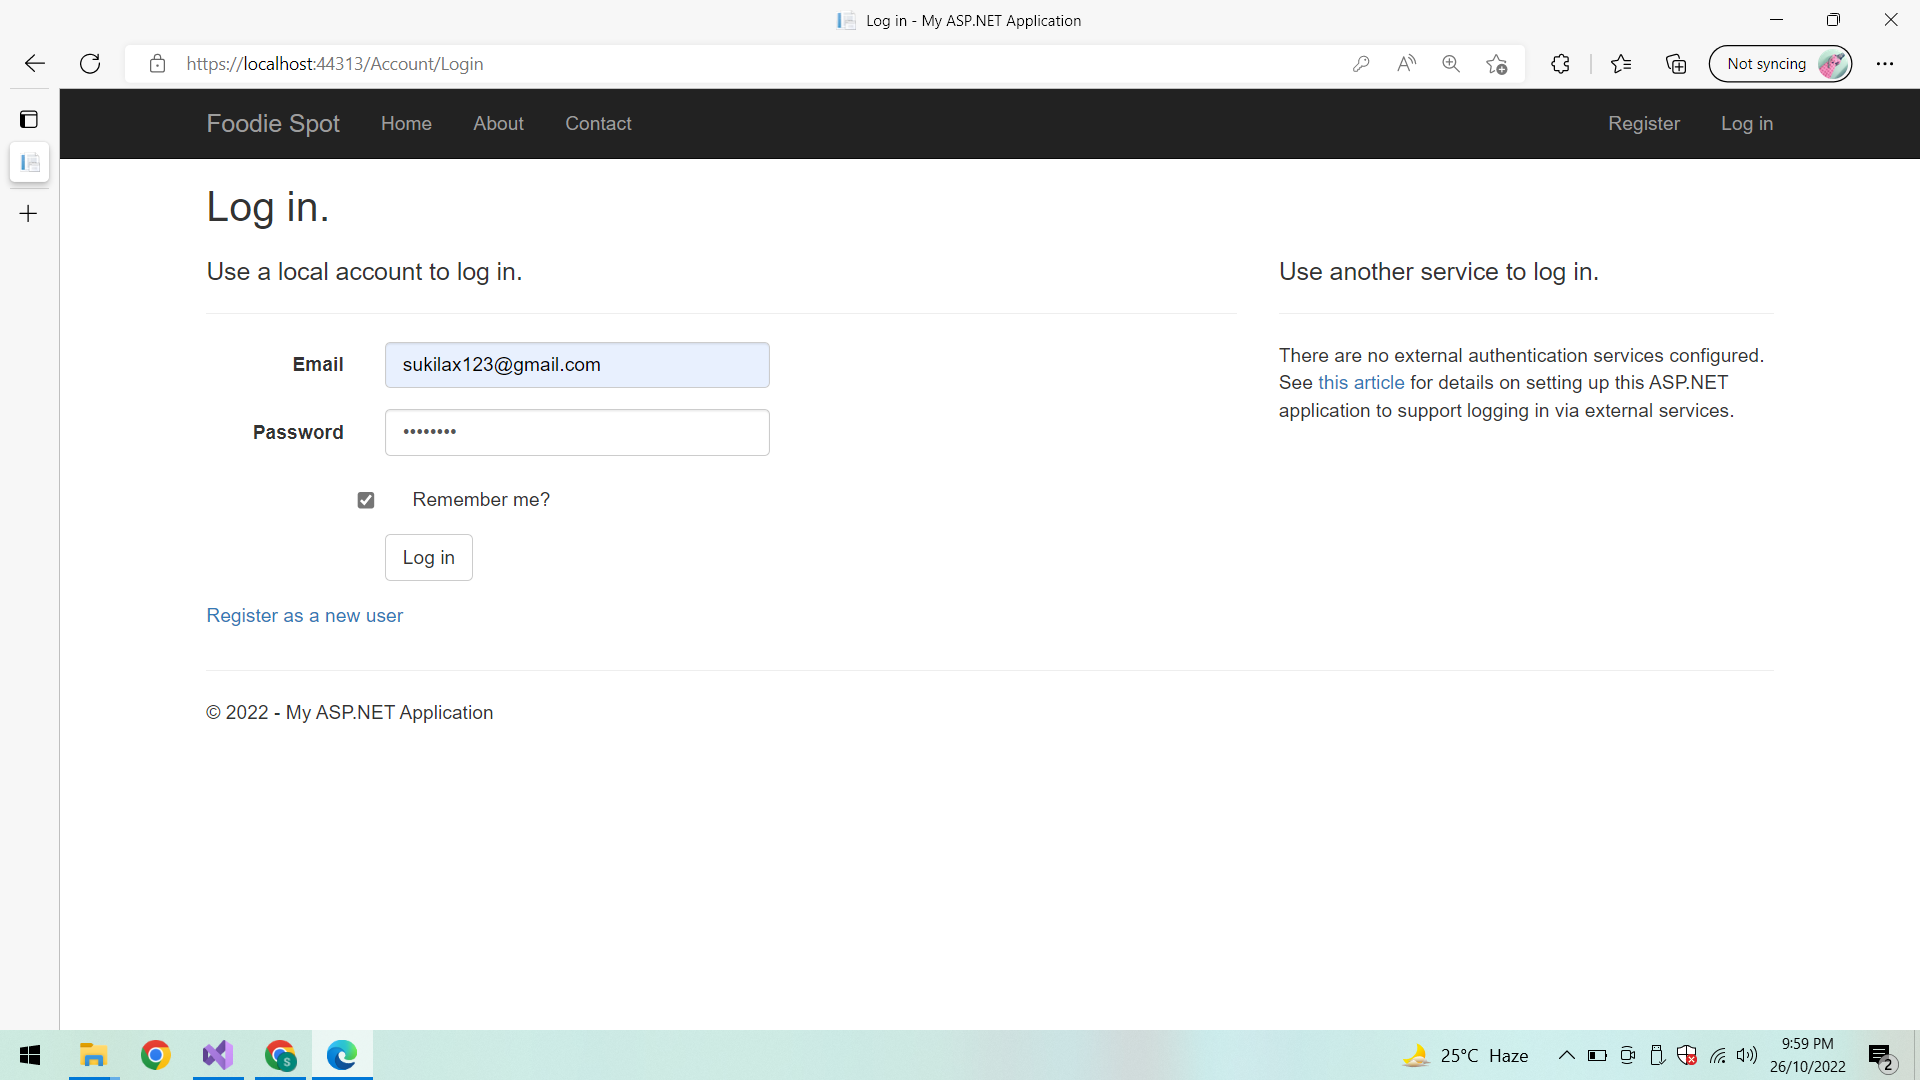 Log in - My ASP.NET Application
https://localhost:44313/Account/Login
Not syncing
Foodie Spot Home About Contact Register Log in
Log in.
Use a local account to log in.
Email sukilax123@gmail.com
Password ••••••••
Remember me?
Log in
Register as a new user
Use another service to log in.
There are no external authentication services configured.
See this article for details on setting up this ASP.NET
application to support logging in via external services.
© 2022 - My ASP.NET Application
S
25°C Haze
9:59 PM
26/10/2022
2